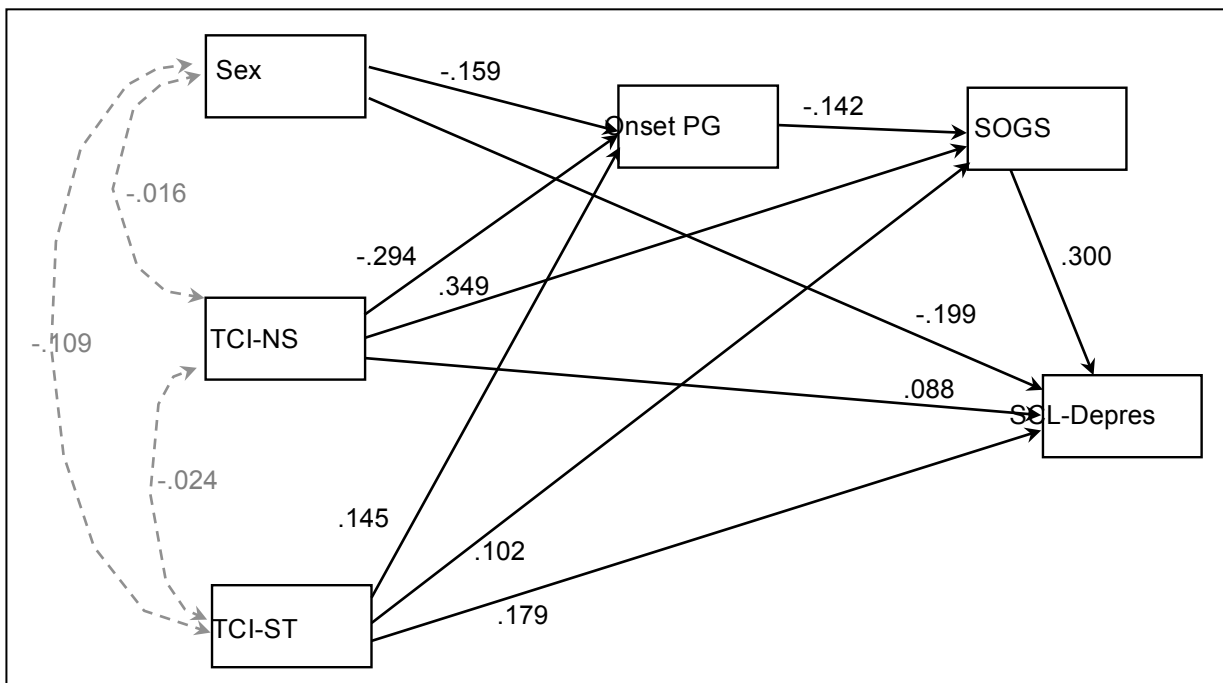 Sex
-.159
Onset PG
-.142
SOGS
-.016
-.294
.349
.300
-.199
TCI-NS
-.109
.088
SCL-Depres
-.024
.145
.102
.179
TCI-ST